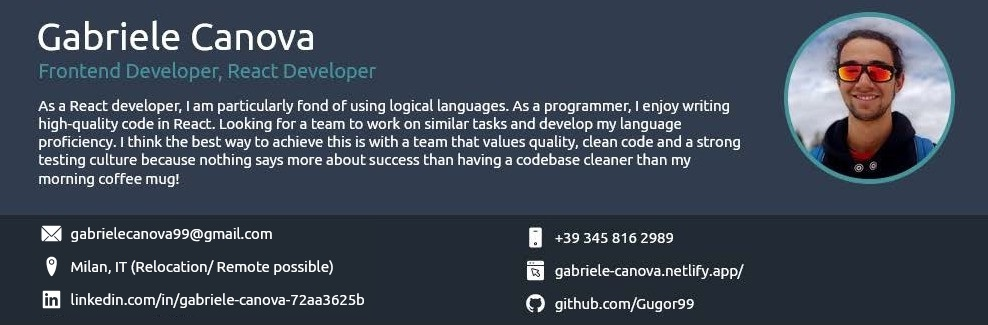 Gabriele Canova
Frontend Developer, React Developer
As a React developer, I am particularly fond of using logical languages. As a programmer, I enjoy writing
high-quality code in React. Looking for a team to work on similar tasks and develop my language
proficiency. I think the best way to achieve this is with a team that values quality, clean code and a strong
testing culture because nothing says more about success than having a codebase cleaner than my
morning coffee mug!
gabrielecanova99@gmail.com
+39 345 816 2989
Milan, IT (Relocation/ Remote possible)
gabriele-canova.netlify.app/
linkedin.com/in/gabriele-canova-72aa3625b
github.com/Gugor99